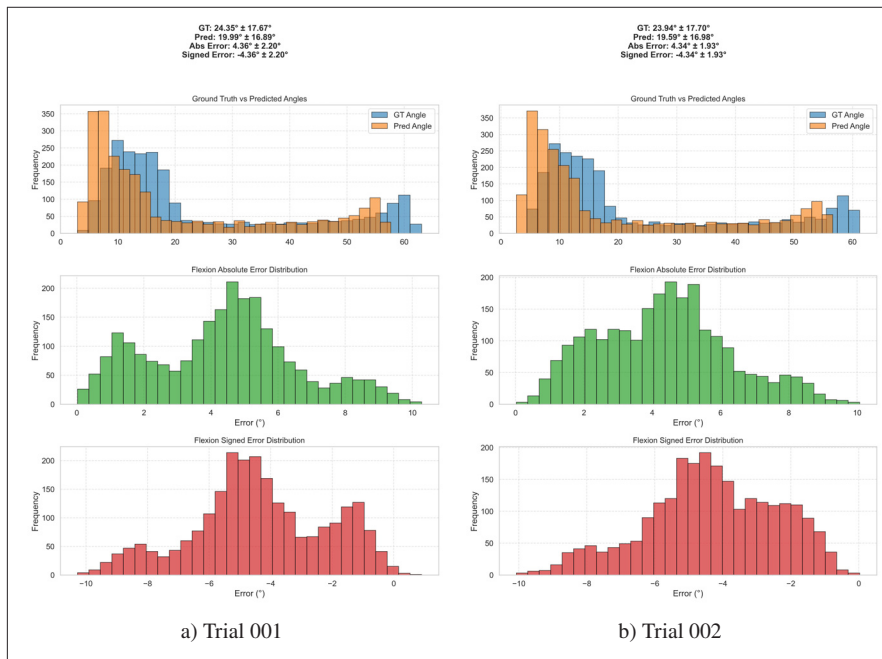 GT: 24.35° ± 17.67°
Pred: 19.99° ± 16.89°
Abs Error: 4.36° ± 2.20°
Signed Error: -4.36° ± 2.20°
Ground Truth vs Predicted Angles
GT Angle
Pred Angle
Frequency
350
300
250
200
150
100
50
0
0 10 20 30 40 50 60
Flexion Absolute Error Distribution
Frequency
200
150
100
50
0
0 2 4 6 8 10
Error (°)
Flexion Signed Error Distribution
Frequency
200
150
100
50
0
−10 −8 −6 −4 −2 0
Error (°)
a) Trial 001
GT: 23.94° ± 17.70°
Pred: 19.59° ± 16.98°
Abs Error: 4.34° ± 1.93°
Signed Error: -4.34° ± 1.93°
Ground Truth vs Predicted Angles
GT Angle
Pred Angle
Frequency
350
300
250
200
150
100
50
0
0 10 20 30 40 50 60
Flexion Absolute Error Distribution
Frequency
200
150
100
50
0
0 2 4 6 8 10
Error (°)
Flexion Signed Error Distribution
Frequency
200
150
100
50
0
−10 −8 −6 −4 −2 0
Error (°)
b) Trial 002